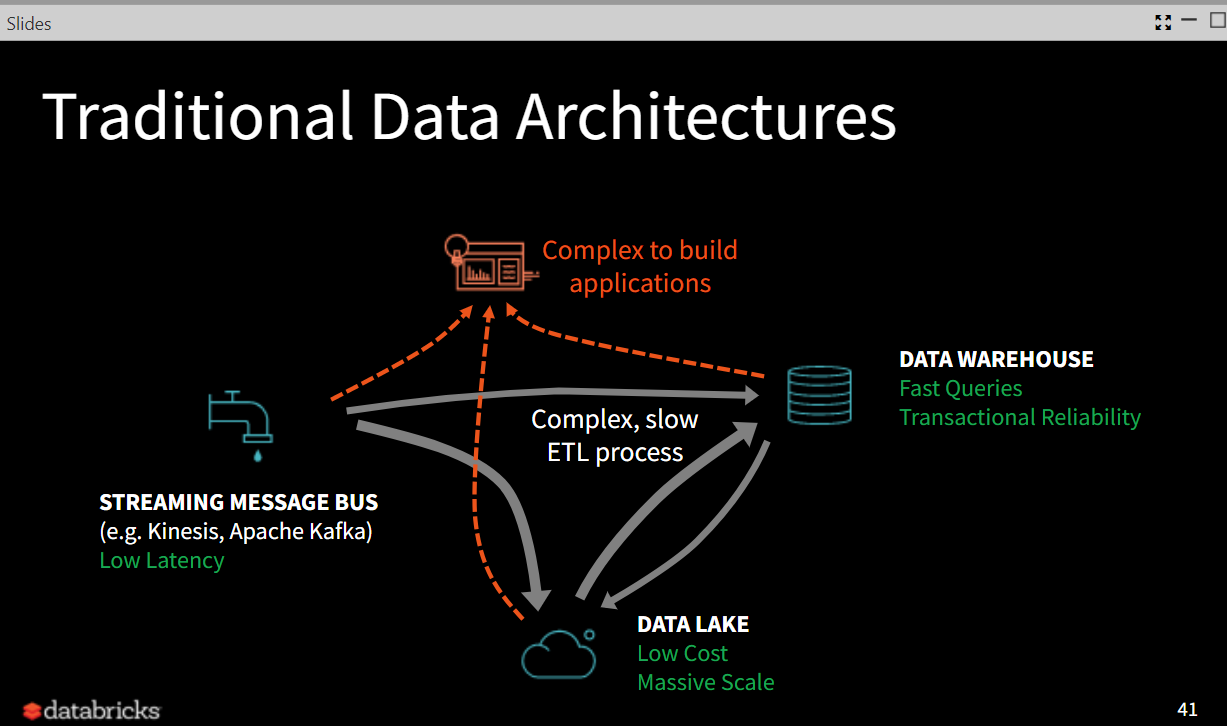 Slides
Traditional Data Architectures
Complex to build
applications
DATA WAREHOUSE
Fast Queries
Transactional Reliability
Complex, slow
ETL process
STREAMING MESSAGE BUS
(e.g. Kinesis, Apache Kafka)
Low Latency
DATA LAKE
Low Cost
Massive Scale
databricks
41